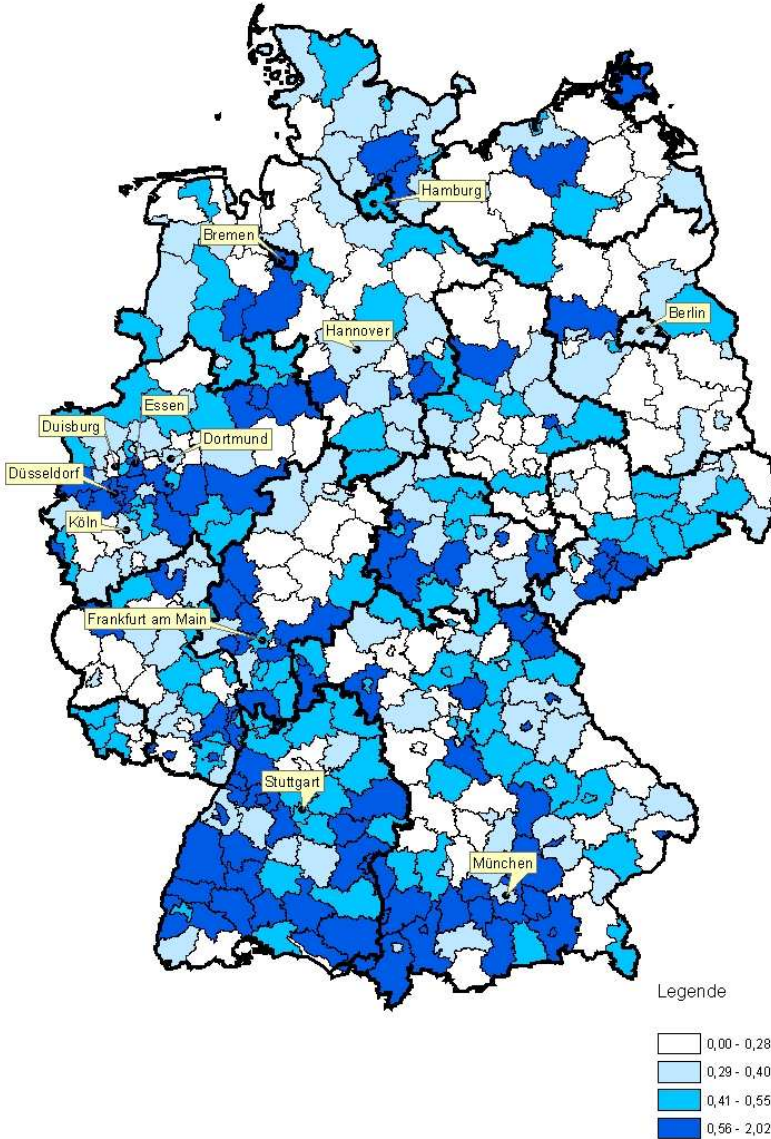 Hamburg
Bremen
Berlin
Hannover
Essen
Duisburg
Dortmund
Düsseldorf
Köln
Frankfurt am Main
Stuttgart
München
Legende
0,00 - 0,28
0,29 - 0,40
0,41 - 0,55
0,56 - 2,02